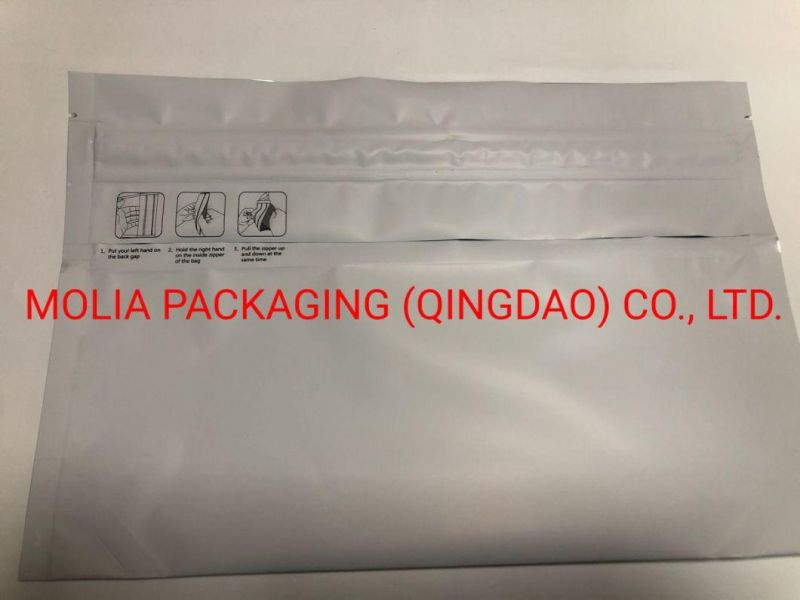 1. Put your left hand on
the back gap
2. Hold the right hand
on the inside zipper
of the bag
3. Pull the zipper up
and down at the
same time
MOLIA PACKAGING (QINGDAO) CO., LTD.